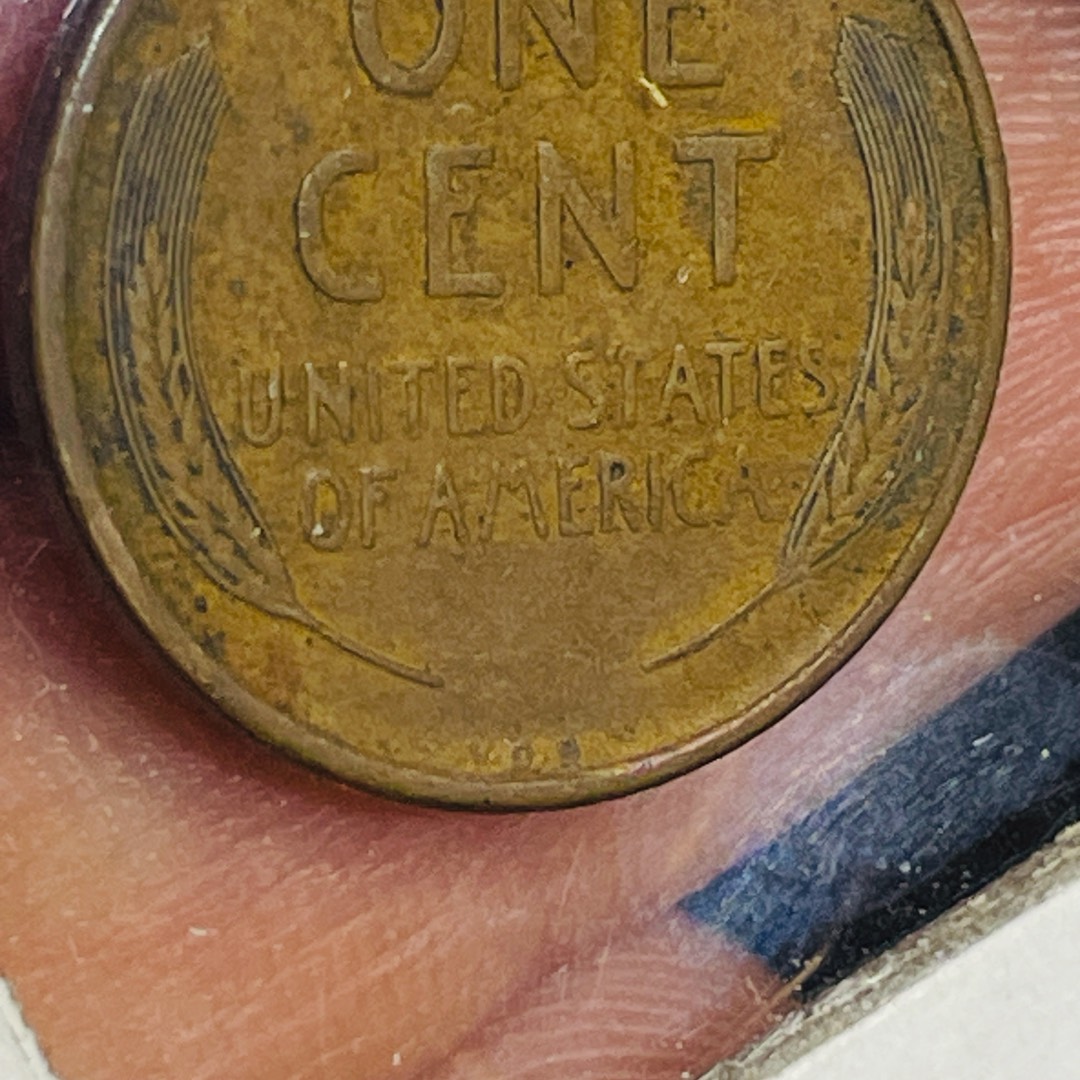 ONE
CENT
UNITED STATES
OF AMERICA
V.D.B.